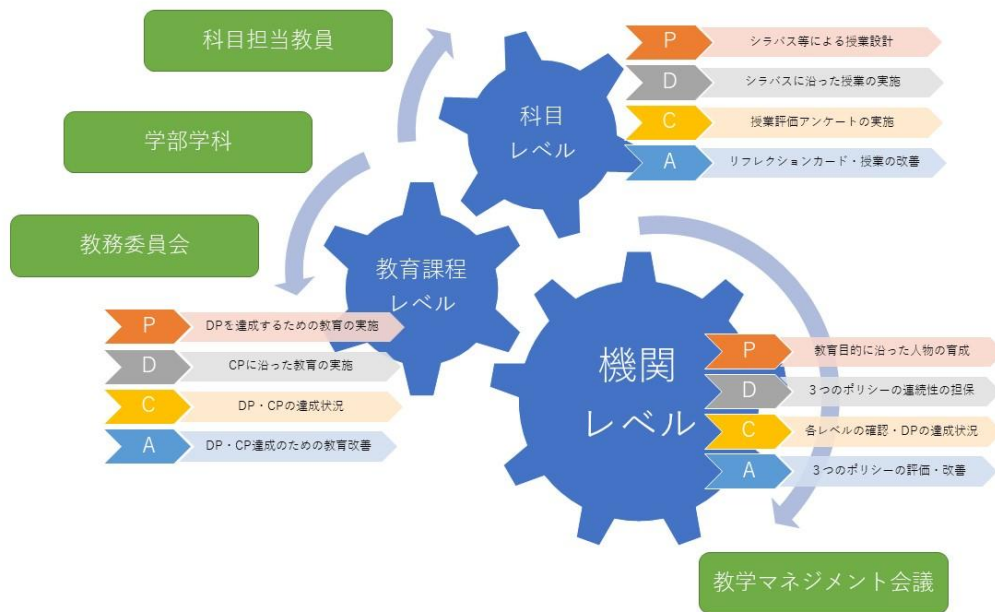 科目担当教員
学部学科
教務委員会
科目
レベル
P シラバス等による授業設計
D シラバスに沿った授業の実施
C 授業評価アンケートの実施
A リフレクションカード・授業の改善
教育課程
レベル
P DPを達成するための教育の実施
D CPに沿った教育の実施
C DP・CPの達成状況
A DP・CP達成のための教育改善
機関
レベル
P 教育目的に沿った人物の育成
D 3つのポリシーの連続性の担保
C 各レベルの確認・DPの達成状況
A 3つのポリシーの評価・改善
教学マネジメント会議